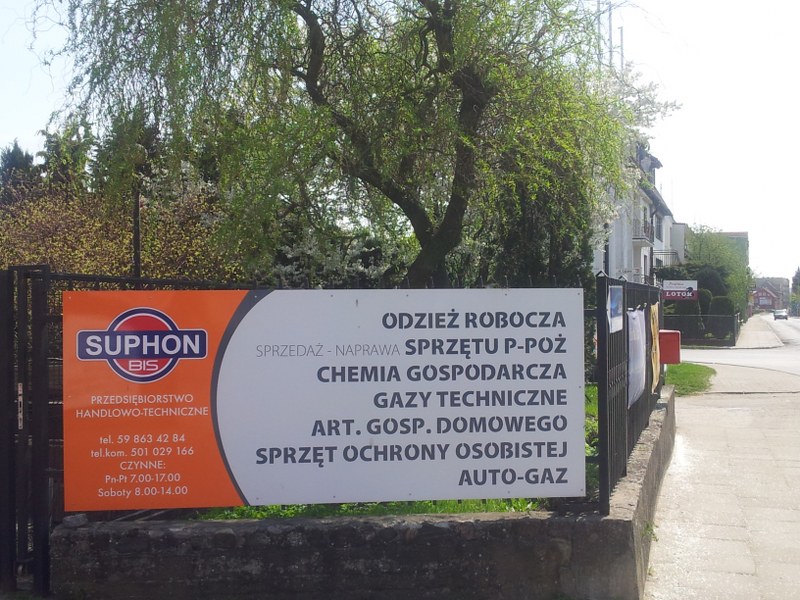 SUPHON
BIS
PRZEDSIĘBIORSTWO
HANDLOWO-TECHNICZNE
tel. 59 863 42 84
tel.kom. 501 029 166
CZYNNE:
Pn-Pt 7.00-17.00
Soboty 8.00-14.00
ODZIEŻ ROBOCZA
SPRZEDAŻ - NAPRAWA SPRZĘTU P-POŻ
CHEMIA GOSPODARCZA
GAZY TECHNICZNE
ART. GOSP. DOMOWEGO
SPRZĘT OCHRONY OSOBISTEJ
AUTO-GAZ